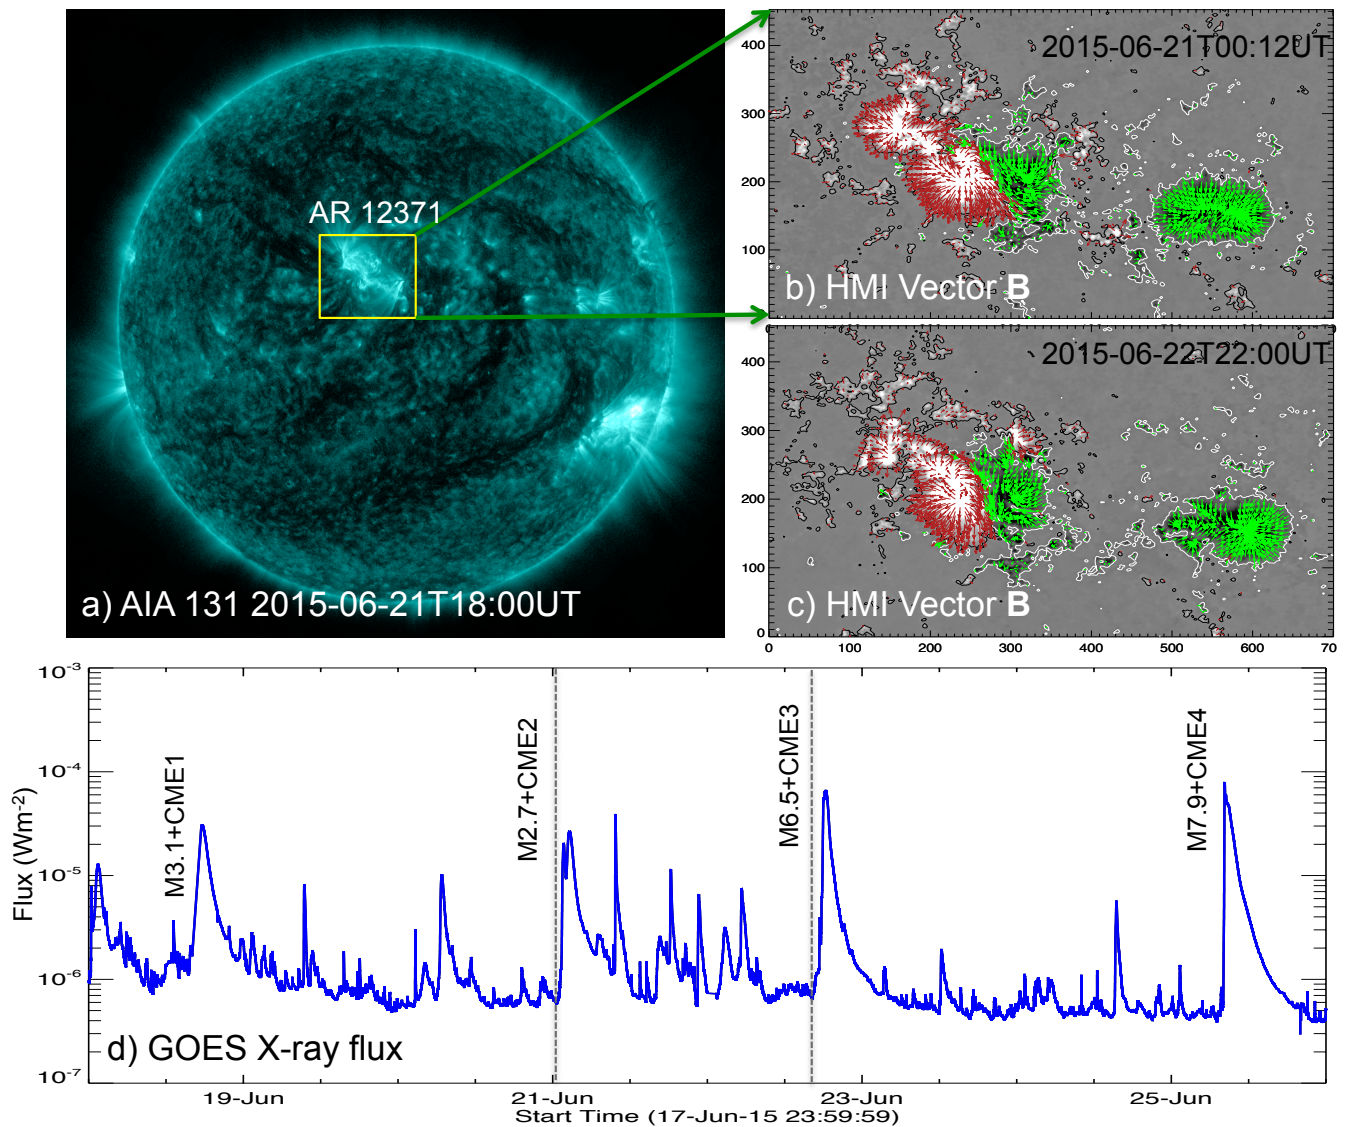 AR 12371
a) AIA 131 2015-06-21T18:00UT
2015-06-21T00:12UT
400
300
200
100
b) HMI Vector B
2015-06-22T22:00UT
400
300
200
100
0
c) HMI Vector B
0 100 200 300 400 500 600 70
10⁻³
10⁻⁴
10⁻⁵
10⁻⁶
10⁻⁷
Flux (Wm⁻²)
M3.1+CME1
M2.7+CME2
M6.5+CME3
M7.9+CME4
d) GOES X-ray flux
19-Jun 21-Jun 23-Jun 25-Jun
Start Time (17-Jun-15 23:59:59)